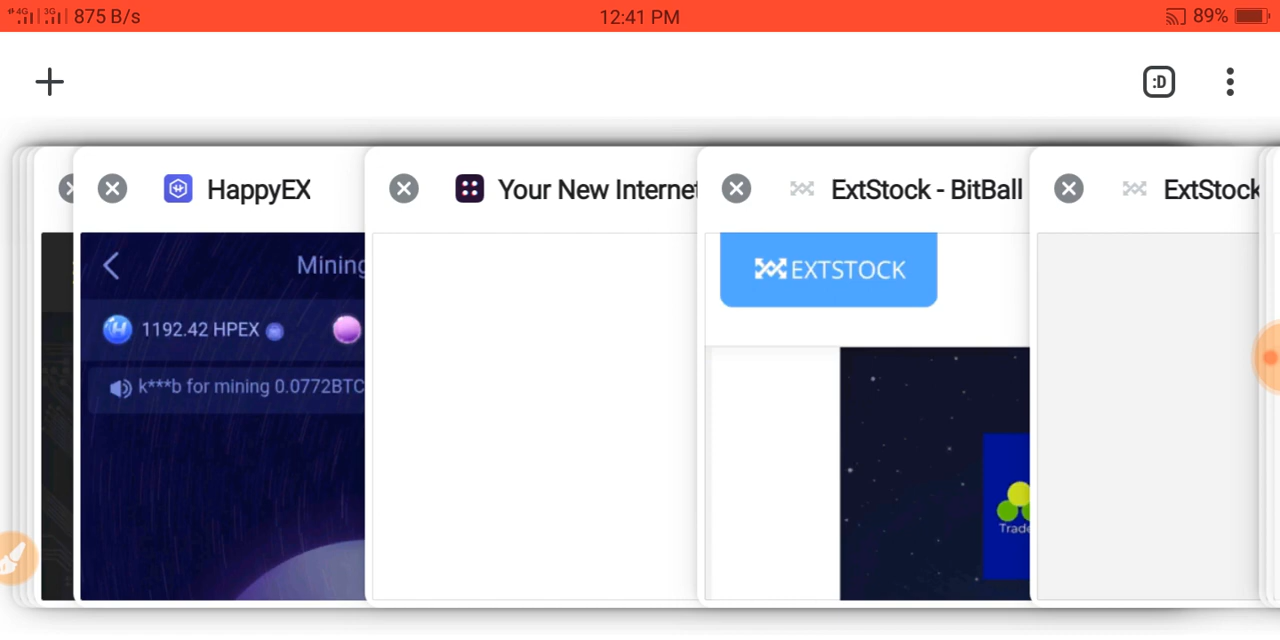 4G 3G 875 B/s 12:41 PM 89%
:D
HappyEX
Your New Internet
ExtStock - BitBall
ExtStock
Mining
EXTSTOCK
1192.42 HPEX
k***b for mining 0.0772BTC
Trade